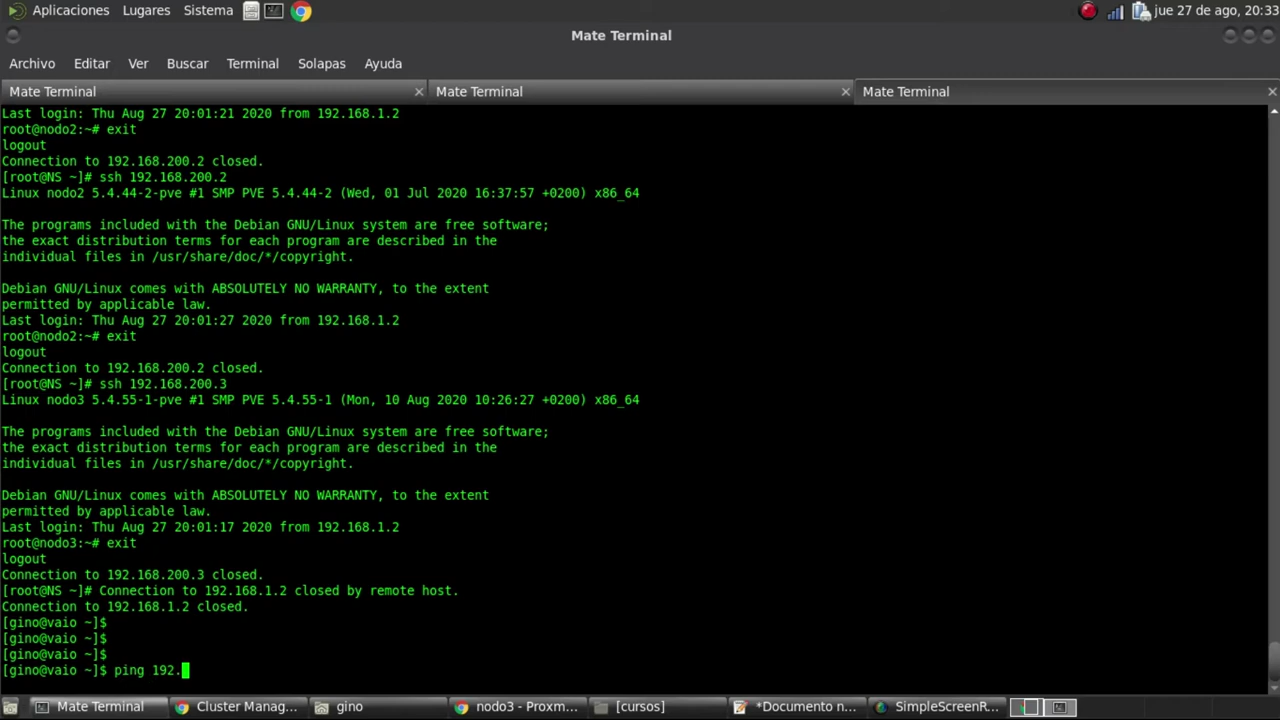 Aplicaciones Lugares Sistema jue 27 de ago, 20:33
Mate Terminal
Archivo Editar Ver Buscar Terminal Solapas Ayuda
Mate Terminal × Mate Terminal × Mate Terminal ×
Last login: Thu Aug 27 20:01:21 2020 from 192.168.1.2
root@nodo2:~# exit
logout
Connection to 192.168.200.2 closed.
[root@NS ~]# ssh 192.168.200.2
Linux nodo2 5.4.44-2-pve #1 SMP PVE 5.4.44-2 (Wed, 01 Jul 2020 16:37:57 +0200) x86_64
The programs included with the Debian GNU/Linux system are free software;
the exact distribution terms for each program are described in the
individual files in /usr/share/doc/*/copyright.
Debian GNU/Linux comes with ABSOLUTELY NO WARRANTY, to the extent
permitted by applicable law.
Last login: Thu Aug 27 20:01:27 2020 from 192.168.1.2
root@nodo2:~# exit
logout
Connection to 192.168.200.2 closed.
[root@NS ~]# ssh 192.168.200.3
Linux nodo3 5.4.55-1-pve #1 SMP PVE 5.4.55-1 (Mon, 10 Aug 2020 10:26:27 +0200) x86_64
The programs included with the Debian GNU/Linux system are free software;
the exact distribution terms for each program are described in the
individual files in /usr/share/doc/*/copyright.
Debian GNU/Linux comes with ABSOLUTELY NO WARRANTY, to the extent
permitted by applicable law.
Last login: Thu Aug 27 20:01:17 2020 from 192.168.1.2
root@nodo3:~# exit
logout
Connection to 192.168.200.3 closed.
[root@NS ~]# Connection to 192.168.1.2 closed by remote host.
Connection to 192.168.1.2 closed.
[gino@vaio ~]$
[gino@vaio ~]$
[gino@vaio ~]$
[gino@vaio ~]$ ping 192.
Mate Terminal Cluster Manag... gino nodo3 - Proxm... [cursos] *Documento n... SimpleScreenR...